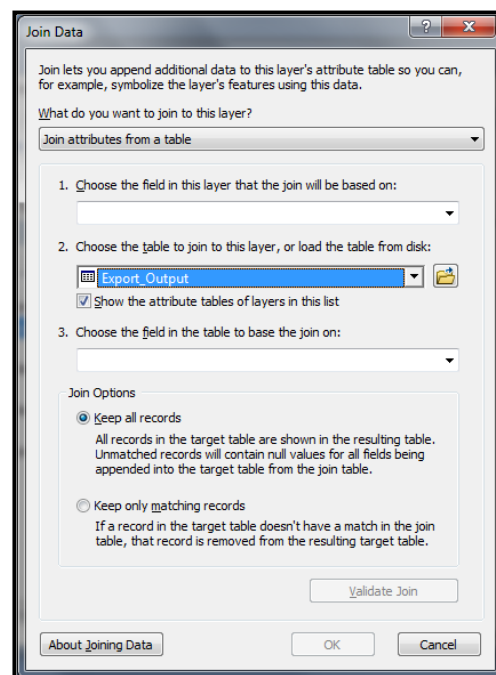 Join Data
?
Join lets you append additional data to this layer's attribute table so you can,
for example, symbolize the layer's features using this data.
What do you want to join to this layer?
Join attributes from a table
1. Choose the field in this layer that the join will be based on:
2. Choose the table to join to this layer, or load the table from disk:
Export_Output
Show the attribute tables of layers in this list
3. Choose the field in the table to base the join on:
Join Options
Keep all records
All records in the target table are shown in the resulting table.
Unmatched records will contain null values for all fields being
appended into the target table from the join table.
Keep only matching records
If a record in the target table doesn't have a match in the join
table, that record is removed from the resulting target table.
Validate Join
About Joining Data
OK
Cancel